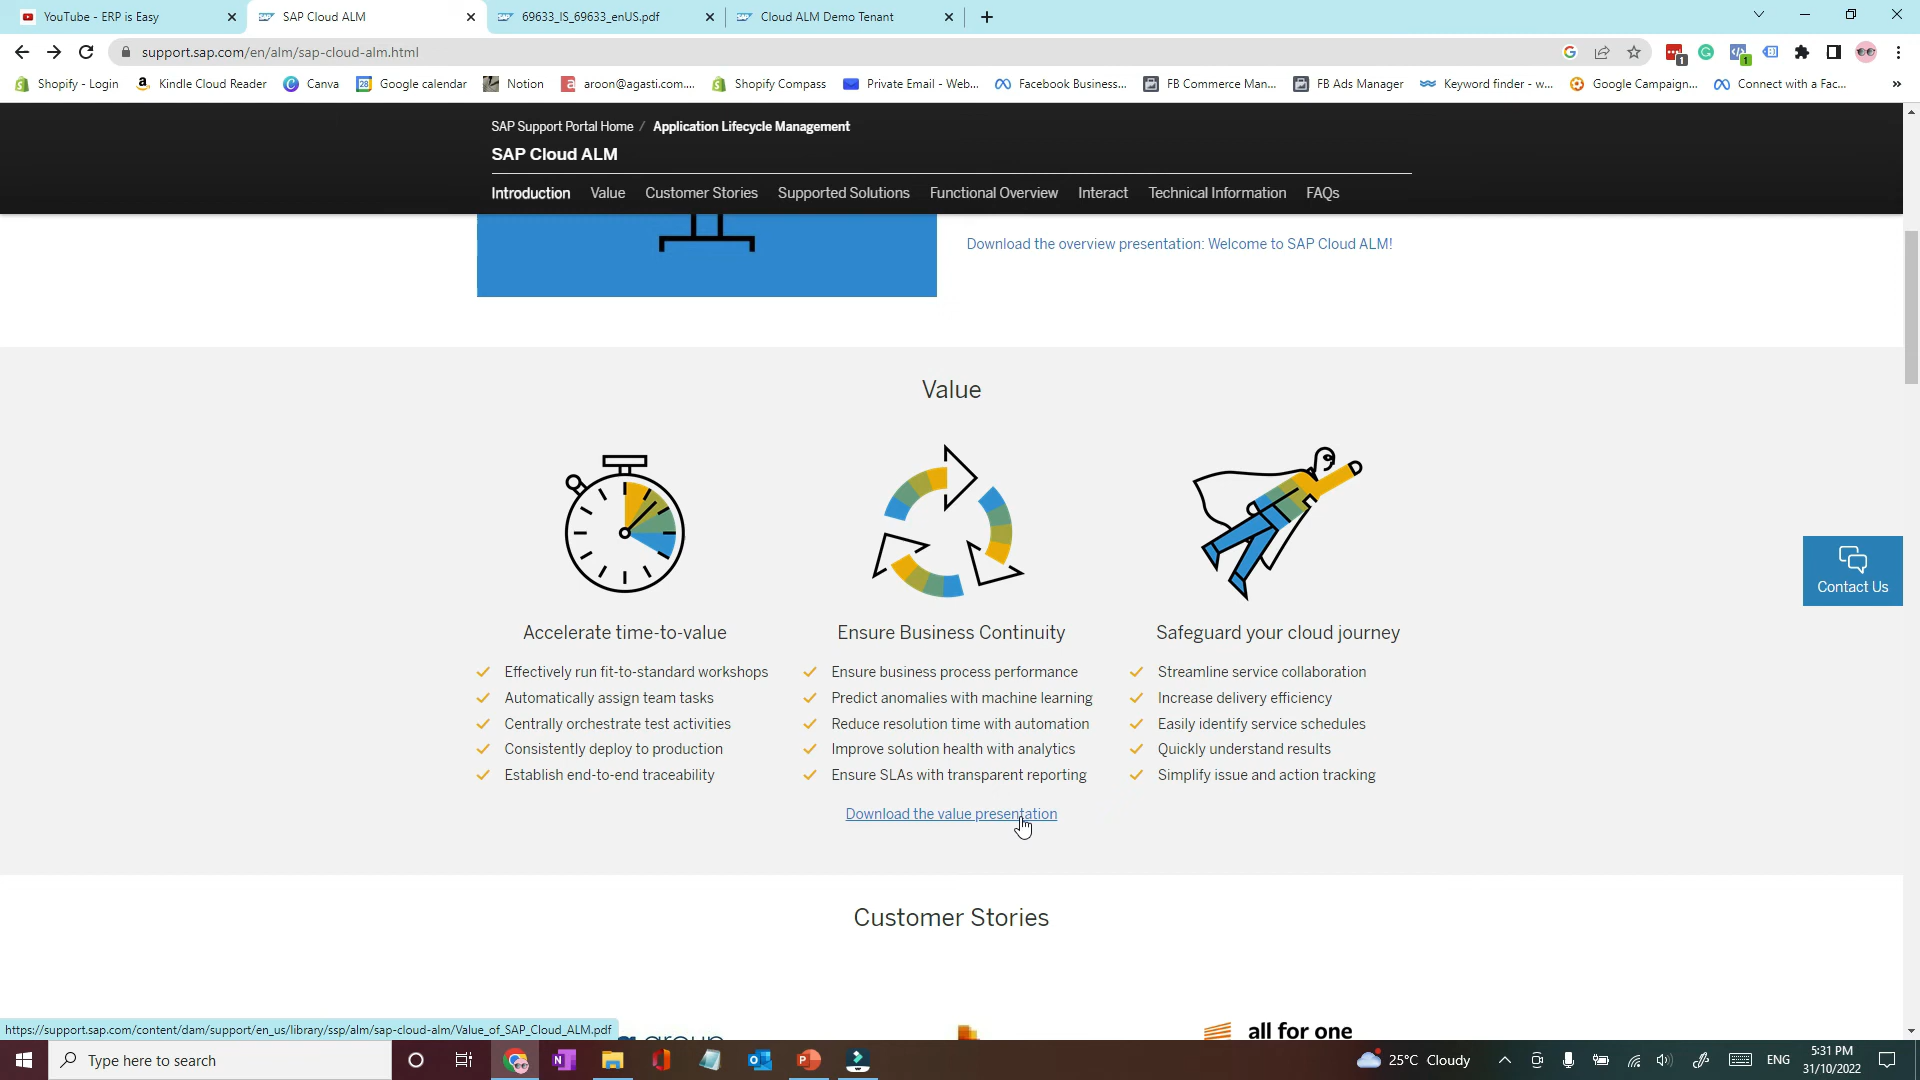 YouTube - ERP is Easy
SAP Cloud ALM
69633_IS_69633_enUS.pdf
Cloud ALM Demo Tenant
support.sap.com/en/alm/sap-cloud-alm.html
Shopify - Login
Kindle Cloud Reader
Canva
Google calendar
Notion
aroon@agasti.com....
Shopify Compass
Private Email - Web...
Facebook Business...
FB Commerce Man...
FB Ads Manager
Keyword finder - w...
Google Campaign...
Connect with a Fac...
SAP Support Portal Home / Application Lifecycle Management
SAP Cloud ALM
Introduction Value Customer Stories Supported Solutions Functional Overview Interact Technical Information FAQs
Download the overview presentation: Welcome to SAP Cloud ALM!
Value
Accelerate time-to-value
Effectively run fit-to-standard workshops
Automatically assign team tasks
Centrally orchestrate test activities
Consistently deploy to production
Establish end-to-end traceability
Ensure Business Continuity
Ensure business process performance
Predict anomalies with machine learning
Reduce resolution time with automation
Improve solution health with analytics
Ensure SLAs with transparent reporting
Safeguard your cloud journey
Streamline service collaboration
Increase delivery efficiency
Easily identify service schedules
Quickly understand results
Simplify issue and action tracking
Download the value presentation
Contact Us
Customer Stories
all for one
https://support.sap.com/content/dam/support/en_us/library/ssp/alm/sap-cloud-alm/Value_of_SAP_Cloud_ALM.pdf
Type here to search
25°C Cloudy
ENG
5:31 PM
31/10/2022